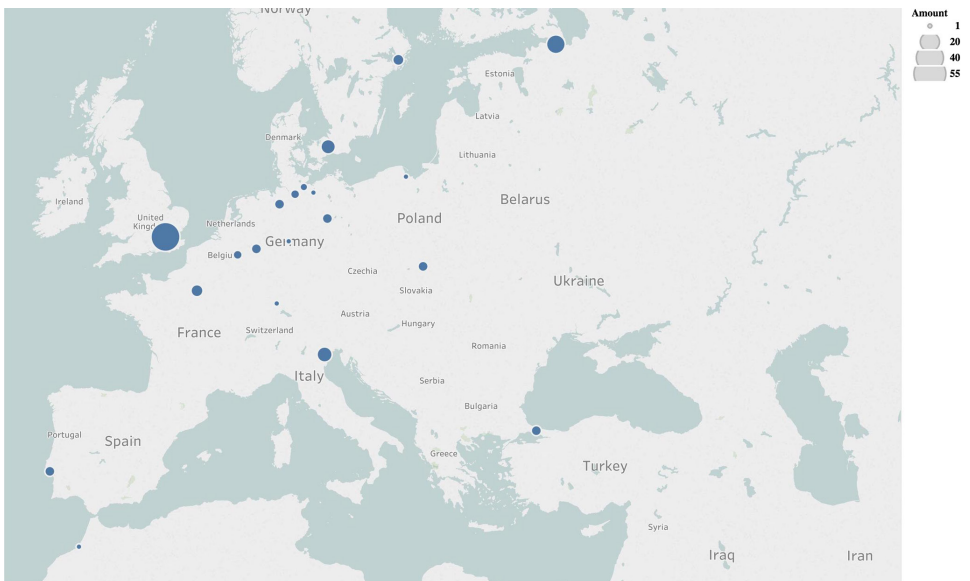 Norway
Amount
1
20
40
55
Estonia
Latvia
Denmark
Lithuania
Ireland
Belarus
United
Kingd
Netherlands
Poland
Germany
Belgiu
Czechia
Ukraine
Slovakia
Austria
Hungary
France
Switzerland
Romania
Italy
Serbia
Bulgaria
Portugal
Spain
Greece
Turkey
Syria
Iraq
Iran